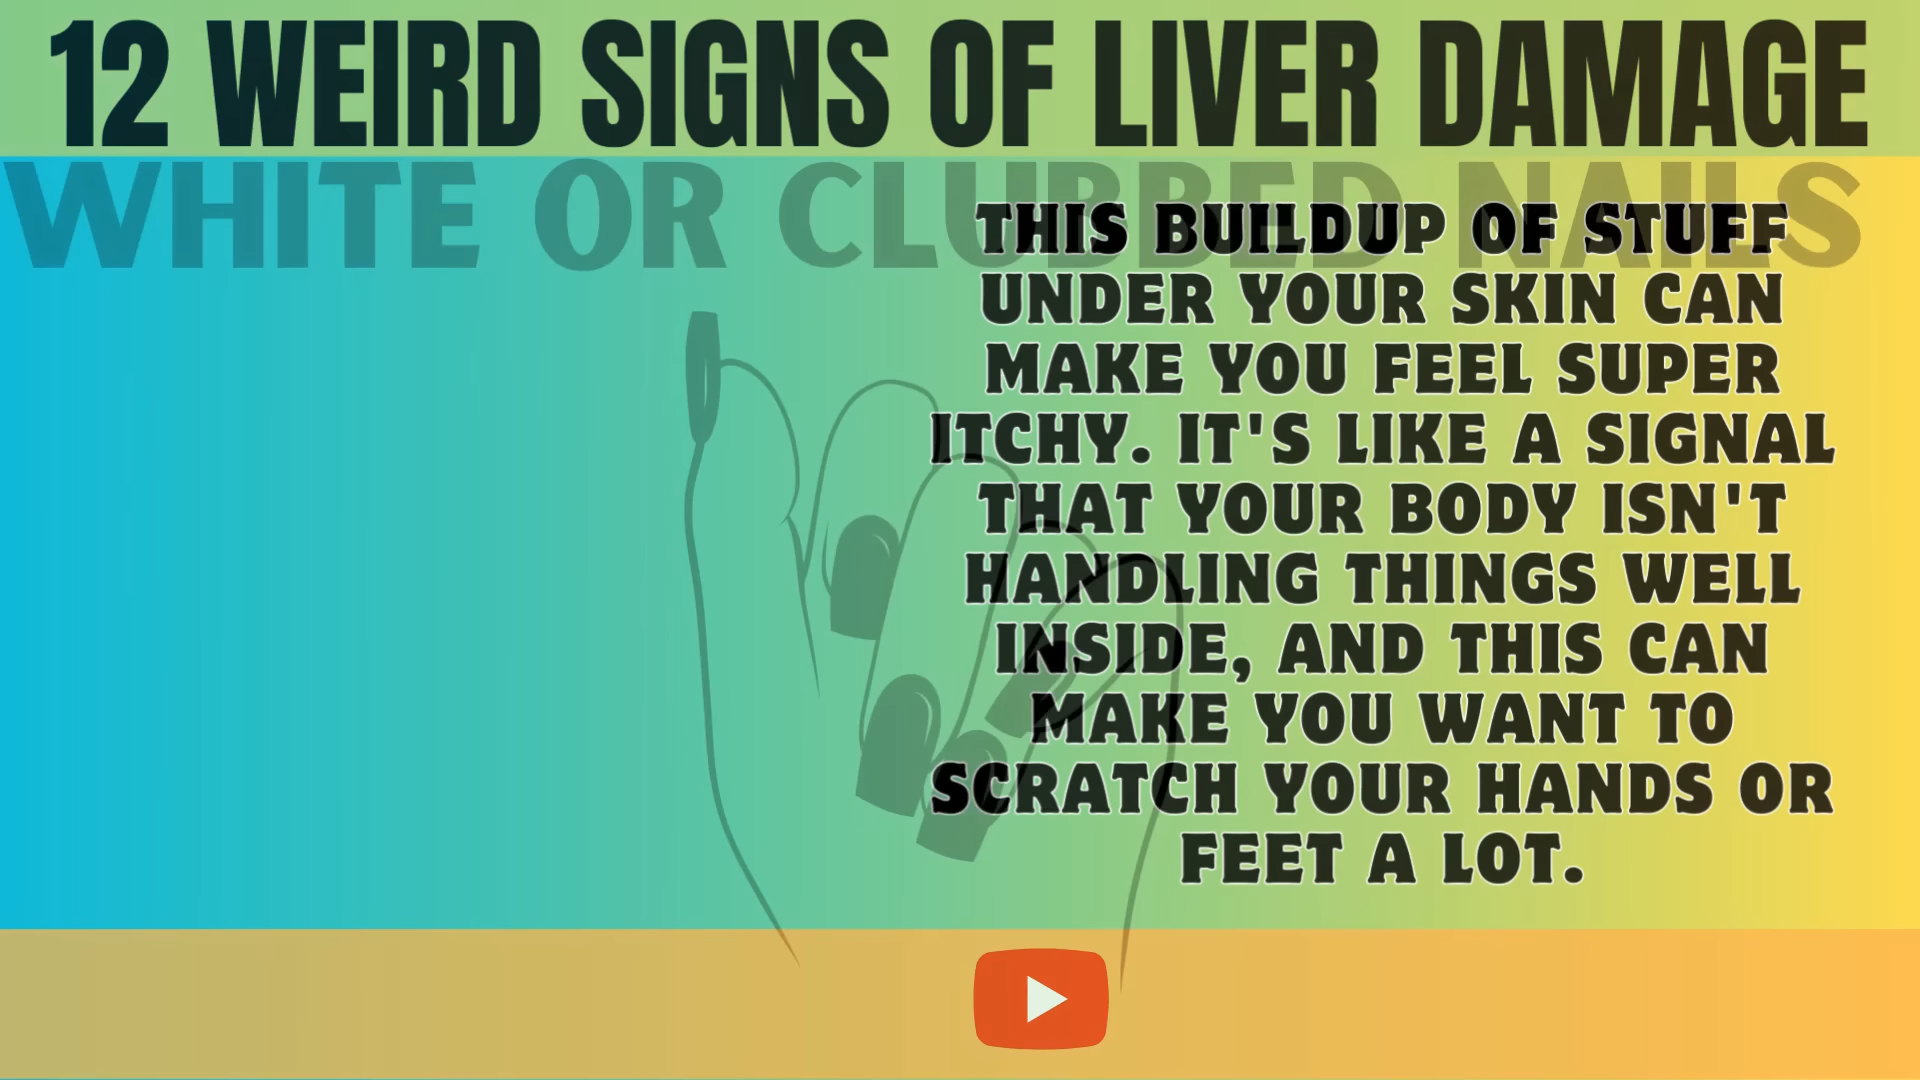 12 WEIRD SIGNS OF LIVER DAMAGE
WHITE OR CLUBBED NAILS
THIS BUILDUP OF STUFF
UNDER YOUR SKIN CAN
MAKE YOU FEEL SUPER
ITCHY. IT'S LIKE A SIGNAL
THAT YOUR BODY ISN'T
HANDLING THINGS WELL
INSIDE, AND THIS CAN
MAKE YOU WANT TO
SCRATCH YOUR HANDS OR
FEET A LOT.